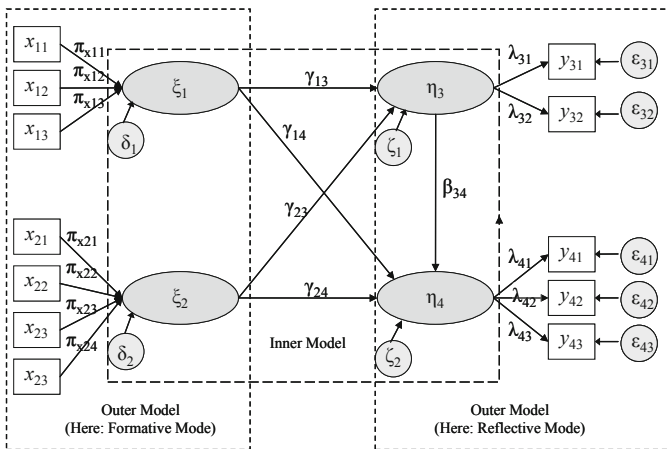 x11
x12
x13
πx11
πx12
πx13
ξ1
δ1
γ13
γ14
γ23
γ24
η3
ζ1
β34
λ31
λ32
y31
y32
ε31
ε32
x21
x22
x23
x23
πx21
πx22
πx23
πx24
ξ2
δ2
η4
ζ2
λ41
λ42
λ43
y41
y42
y43
ε41
ε42
ε43
Inner Model
Outer Model
(Here: Formative Mode)
Outer Model
(Here: Reflective Mode)